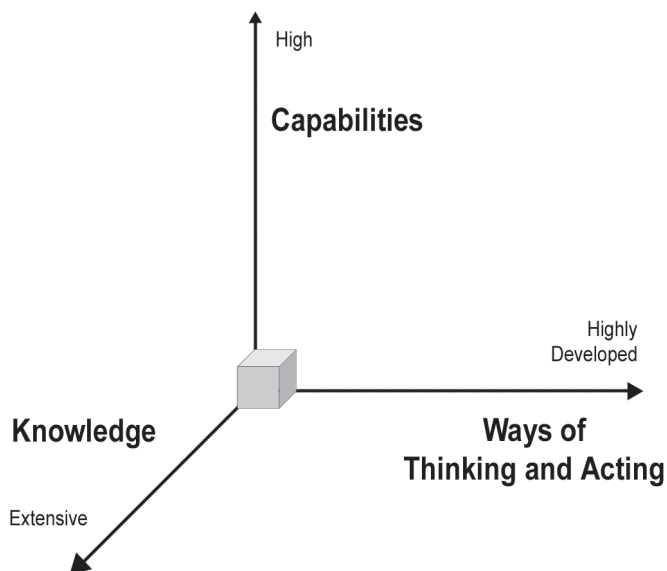 High
Capabilities
Highly
Developed
Knowledge
Ways of
Thinking and Acting
Extensive